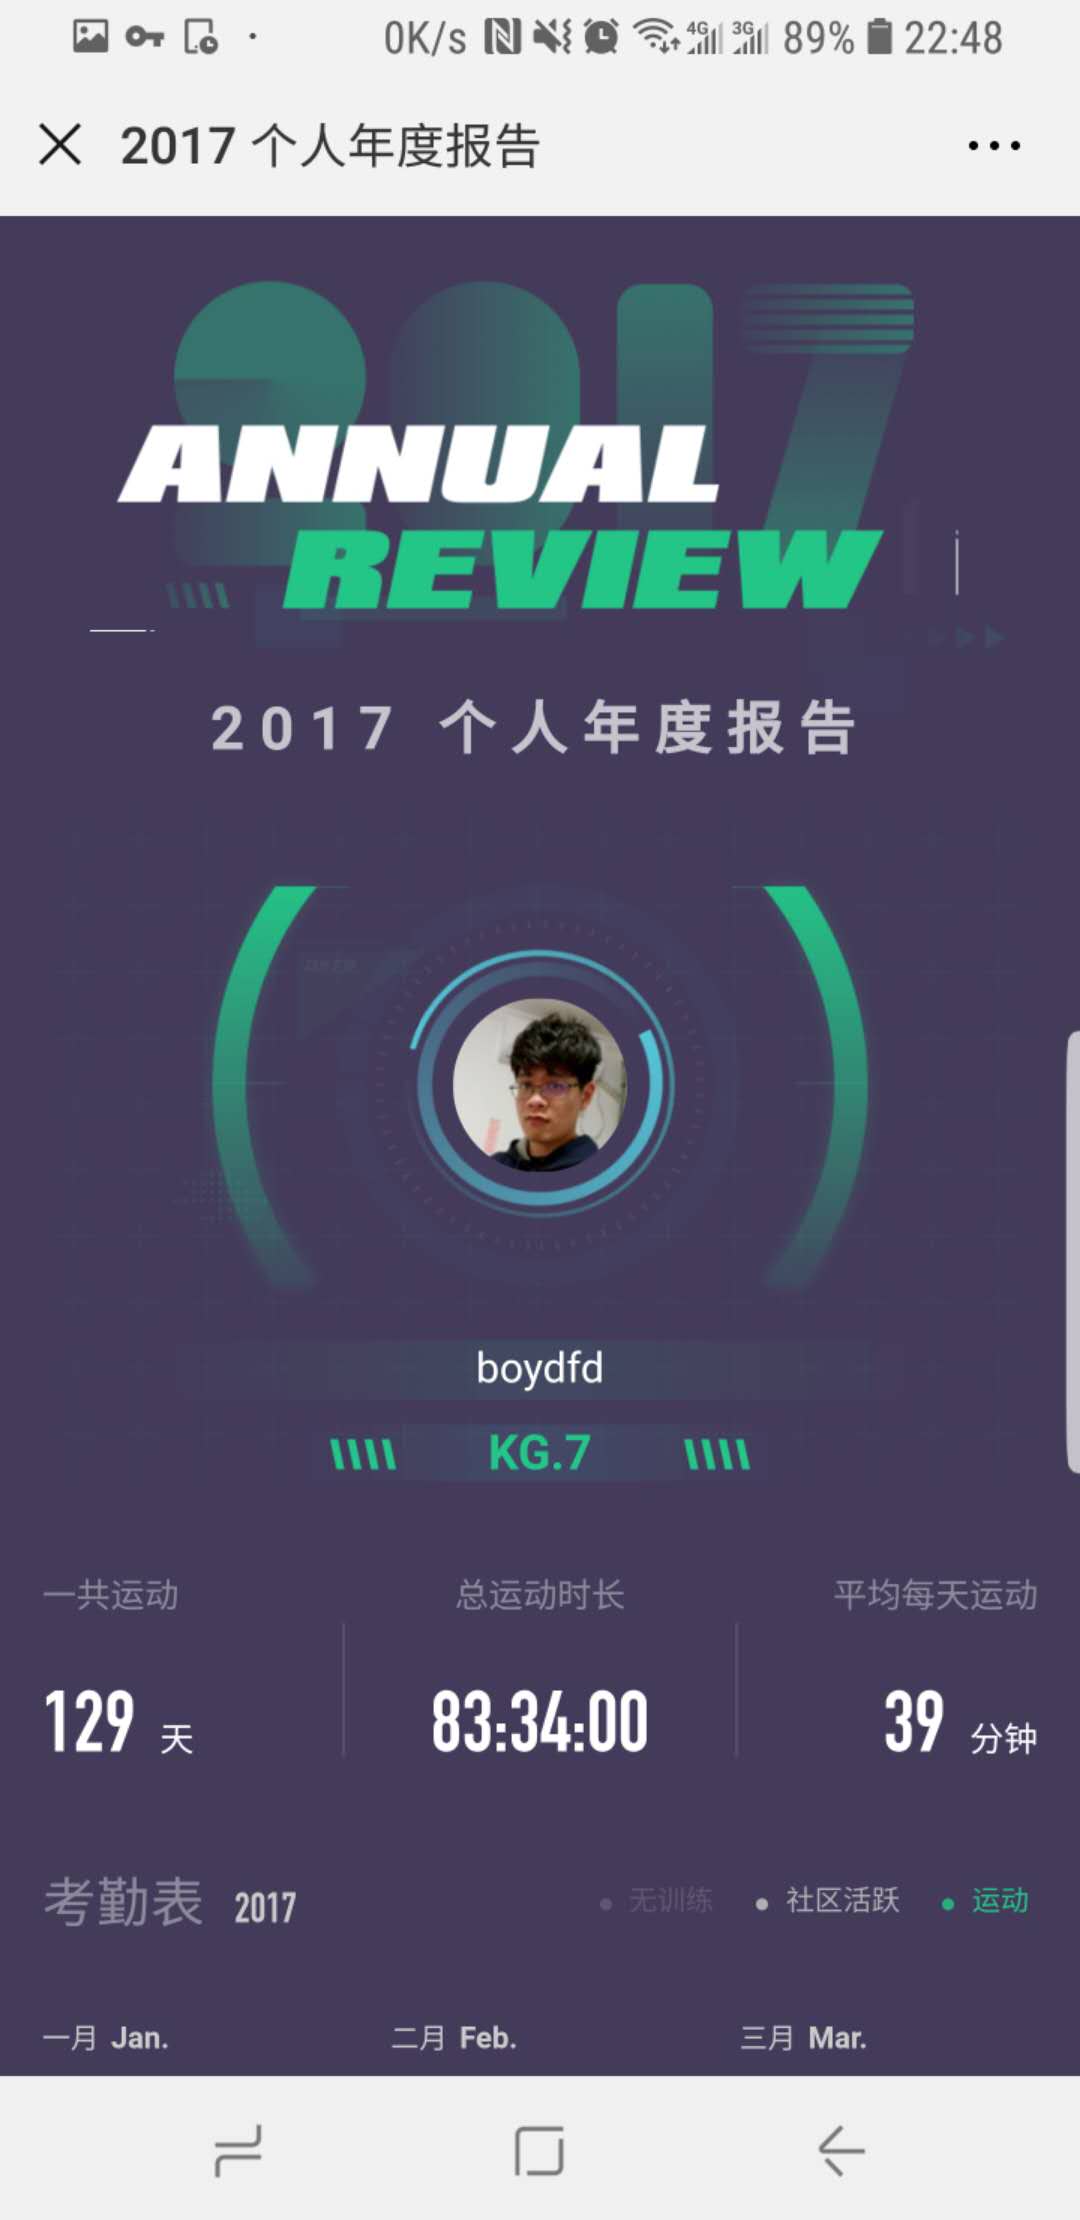 0K/s 4G 3G 89% 22:48
2017 个人年度报告
2017
ANNUAL
REVIEW
2017 个人年度报告
boydfd
KG.7
一共运动 总运动时长 平均每天运动
129 天 83:34:00 39 分钟
考勤表 2017 无训练 社区活跃 运动
一月 Jan. 二月 Feb. 三月 Mar.